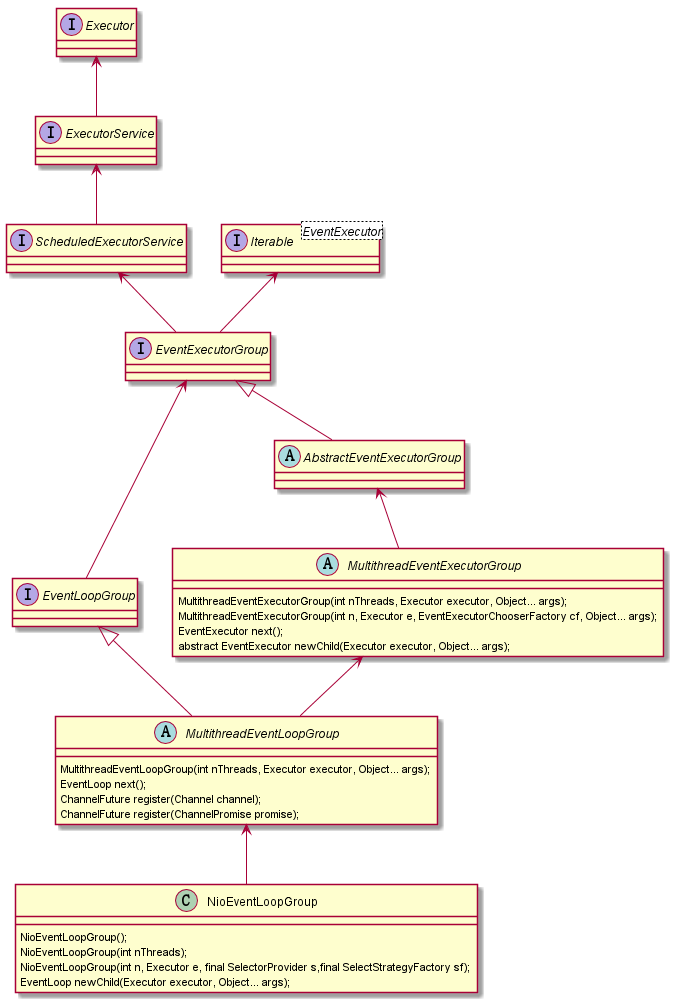 I Executor
I ExecutorService
I ScheduledExecutorService
I Iterable
EventExecutor
I EventExecutorGroup
A AbstractEventExecutorGroup
I EventLoopGroup
A MultithreadEventExecutorGroup
MultithreadEventExecutorGroup(int nThreads, Executor executor, Object... args);
MultithreadEventExecutorGroup(int n, Executor e, EventExecutorChooserFactory cf, Object... args);
EventExecutor next();
abstract EventExecutor newChild(Executor executor, Object... args);
A MultithreadEventLoopGroup
MultithreadEventLoopGroup(int nThreads, Executor executor, Object... args);
EventLoop next();
ChannelFuture register(Channel channel);
ChannelFuture register(ChannelPromise promise);
C NioEventLoopGroup
NioEventLoopGroup();
NioEventLoopGroup(int nThreads);
NioEventLoopGroup(int n, Executor e, final SelectorProvider s,final SelectStrategyFactory sf);
EventLoop newChild(Executor executor, Object... args);